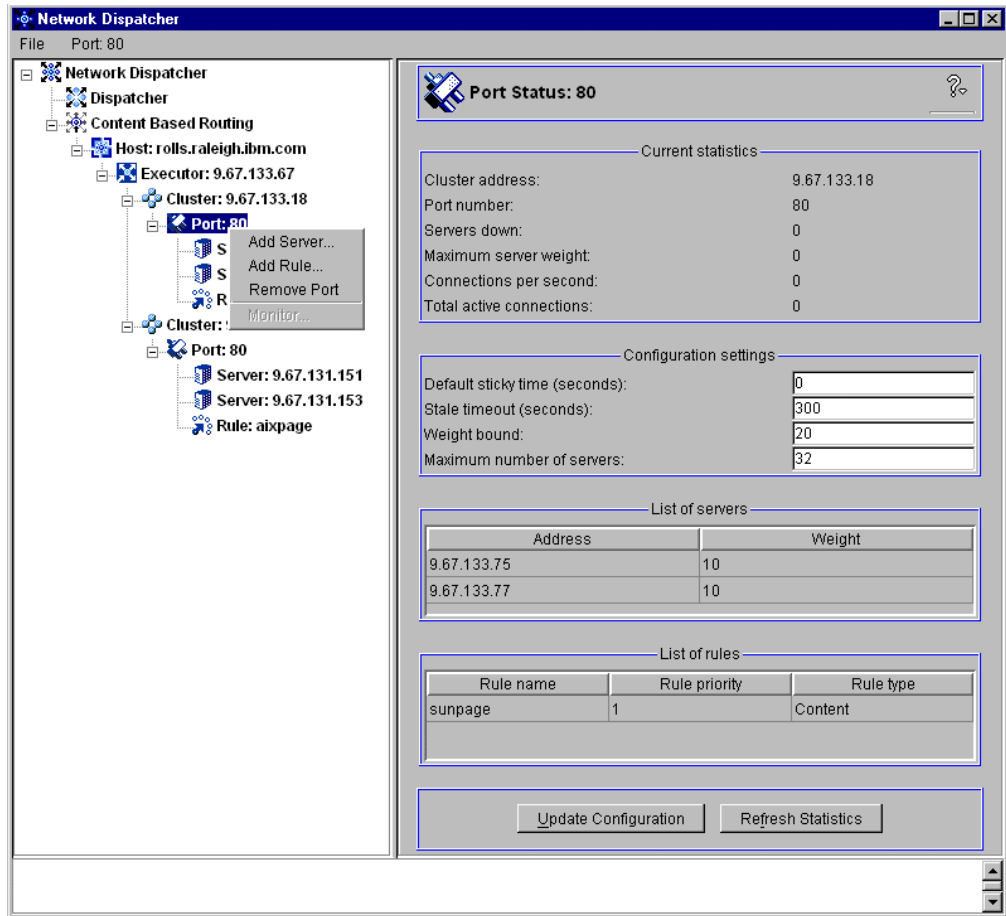 Network Dispatcher
File Port: 80
Network Dispatcher
Dispatcher
Content Based Routing
Host: rolls.raleigh.ibm.com
Executor: 9.67.133.67
Cluster: 9.67.133.18
Port: 80
S
S
R
Cluster:
Port: 80
Server: 9.67.131.151
Server: 9.67.131.153
Rule: aixpage
Add Server...
Add Rule...
Remove Port
Monitor...
Port Status: 80
?
Current statistics
Cluster address: 9.67.133.18
Port number: 80
Servers down: 0
Maximum server weight: 0
Connections per second: 0
Total active connections: 0
Configuration settings
Default sticky time (seconds): 0
Stale timeout (seconds): 300
Weight bound: 20
Maximum number of servers: 32
List of servers
Address Weight
9.67.133.75 10
9.67.133.77 10
List of rules
Rule name Rule priority Rule type
sunpage 1 Content
Update Configuration Refresh Statistics